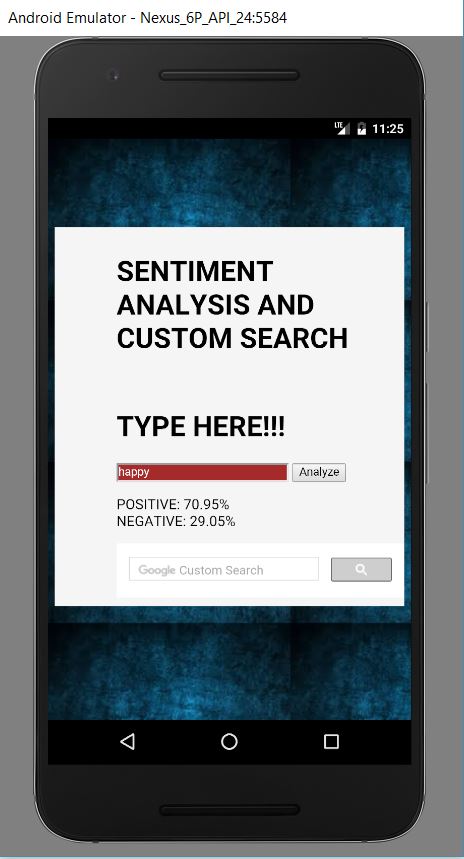 Android Emulator - Nexus_6P_API_24:5584
LTE 11:25
SENTIMENT
ANALYSIS AND
CUSTOM SEARCH
TYPE HERE!!!
happy Analyze
POSITIVE: 70.95%
NEGATIVE: 29.05%
Google Custom Search